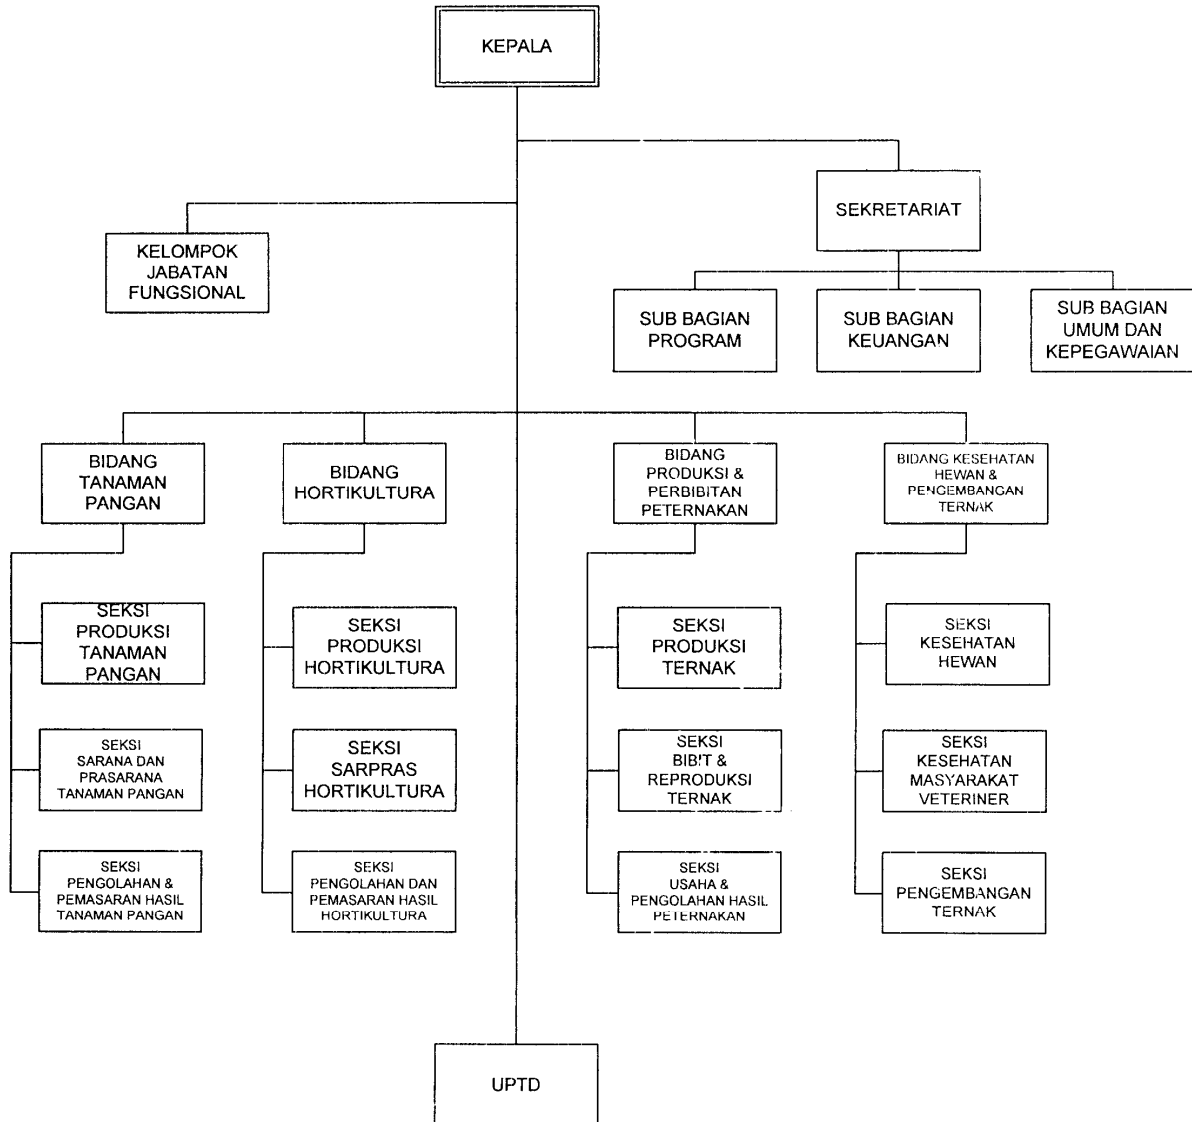 KEPALA
SEKRETARIAT
KELOMPOK
JABATAN
FUNGSIONAL
SUB BAGIAN
PROGRAM
SUB BAGIAN
KEUANGAN
SUB BAGIAN
UMUM DAN
KEPEGAWAIAN
BIDANG
TANAMAN
PANGAN
BIDANG
HORTIKULTURA
BIDANG
PRODUKSI &
PERBIBITAN
PETERNAKAN
BIDANG KESEHATAN
HEWAN &
PENGEMBANGAN
TERNAK
SEKSI
PRODUKSI
TANAMAN
PANGAN
SEKSI
PRODUKSI
HORTIKULTURA
SEKSI
PRODUKSI
TERNAK
SEKSI
KESEHATAN
HEWAN
SEKSI
SARANA DAN
PRASARANA
TANAMAN PANGAN
SEKSI
SARPRAS
HORTIKULTURA
SEKSI
BIBIT &
REPRODUKSI
TERNAK
SEKSI
KESEHATAN
MASYARAKAT
VETERINER
SEKSI
PENGOLAHAN &
PEMASARAN HASIL
TANAMAN PANGAN
SEKSI
PENGOLAHAN DAN
PEMASARAN HASIL
HORTIKULTURA
SEKSI
USAHA &
PENGOLAHAN HASIL
PETERNAKAN
SEKSI
PENGEMBANGAN
TERNAK
UPTD